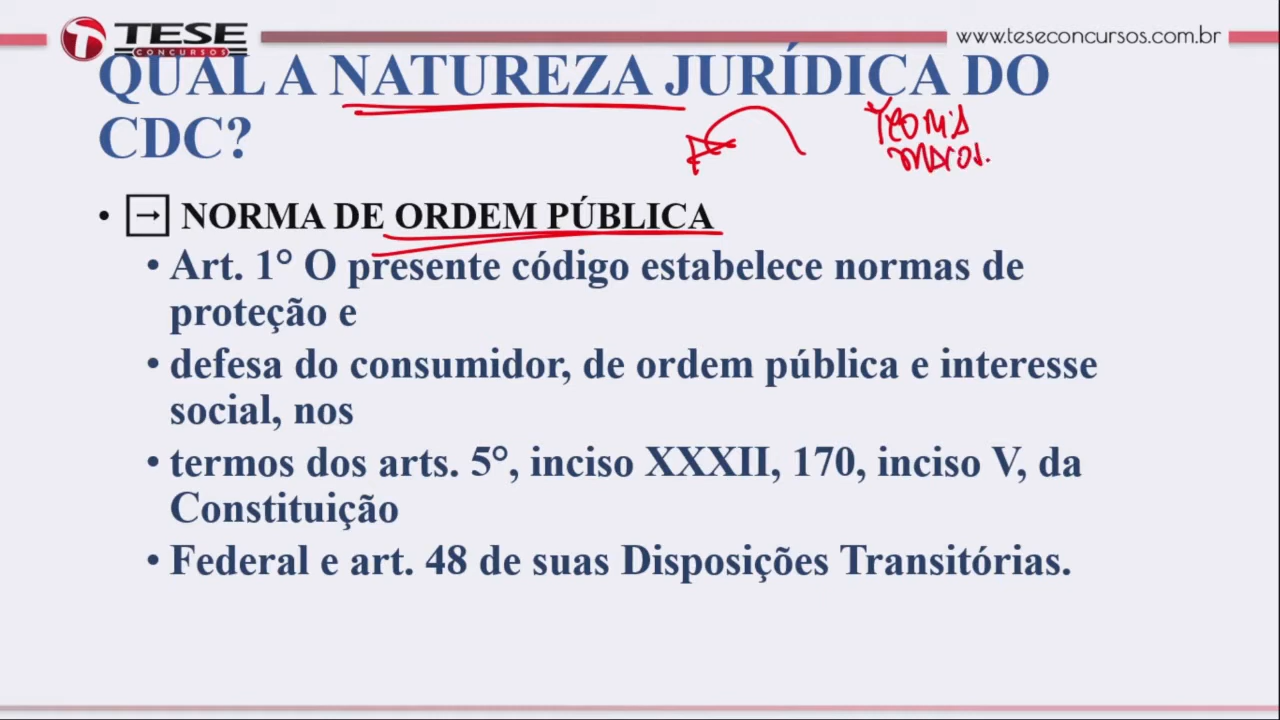 TESE
CONCURSOS
www.teseconcursos.com.br
QUAL A NATUREZA JURÍDICA DO
CDC?
• → NORMA DE ORDEM PÚBLICA
• Art. 1° O presente código estabelece normas de
proteção e
• defesa do consumidor, de ordem pública e interesse
social, nos
• termos dos arts. 5°, inciso XXXII, 170, inciso V, da
Constituição
• Federal e art. 48 de suas Disposições Transitórias.